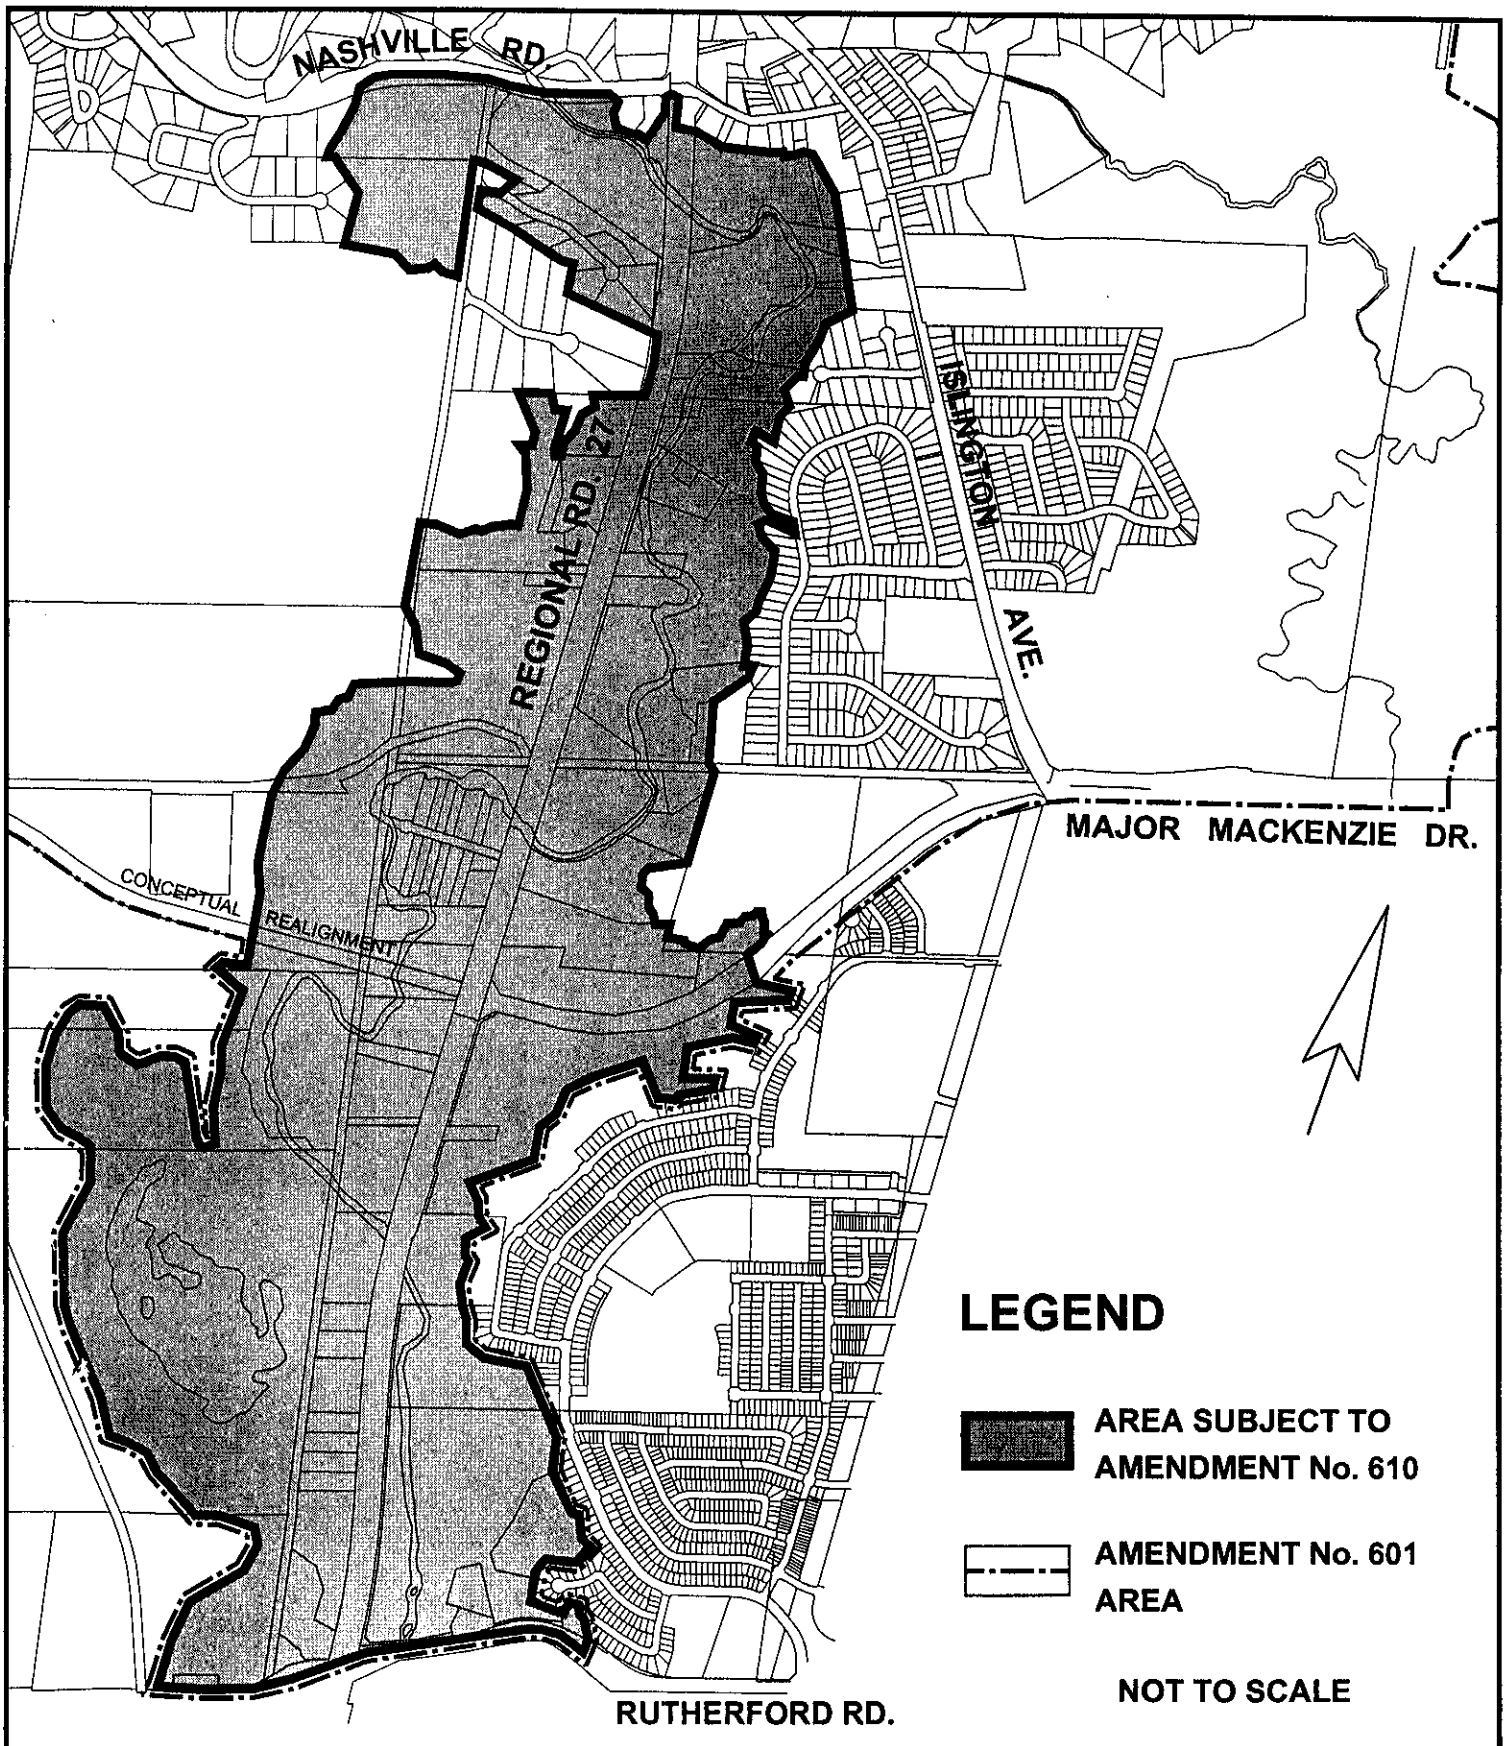 NASHVILLE RD.
ISLINGTON AVE.
REGIONAL RD. 27
MAJOR MACKENZIE DR.
CONCEPTUAL REALIGNMENT
LEGEND
AREA SUBJECT TO
AMENDMENT No. 610
AMENDMENT No. 601
AREA
NOT TO SCALE
RUTHERFORD RD.